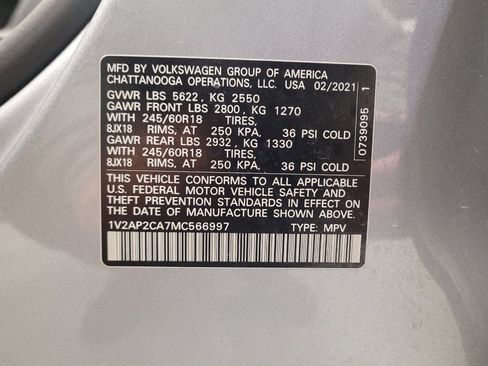 MFD BY VOLKSWAGEN GROUP OF AMERICA
CHATTANOOGA OPERATIONS, LLC. USA 02/2021
GVWR LBS 5622, KG 2550
GAWR FRONT LBS 2800, KG 1270
WITH 245/60R18 TIRES,
8JX18 RIMS, AT 250 KPA, 36 PSI COLD
GAWR REAR LBS 2932, KG 1330
WITH 245/60R18 TIRES,
8JX18 RIMS, AT 250 KPA, 36 PSI COLD
THIS VEHICLE CONFORMS TO ALL APPLICABLE
U.S. FEDERAL MOTOR VEHICLE SAFETY AND
THEFT PREVENTION STANDARDS IN EFFECT ON
THE DATE OF MANUFACTURE SHOWN ABOVE.
1V2AP2CA7MC566997 TYPE: MPV
0739095 1